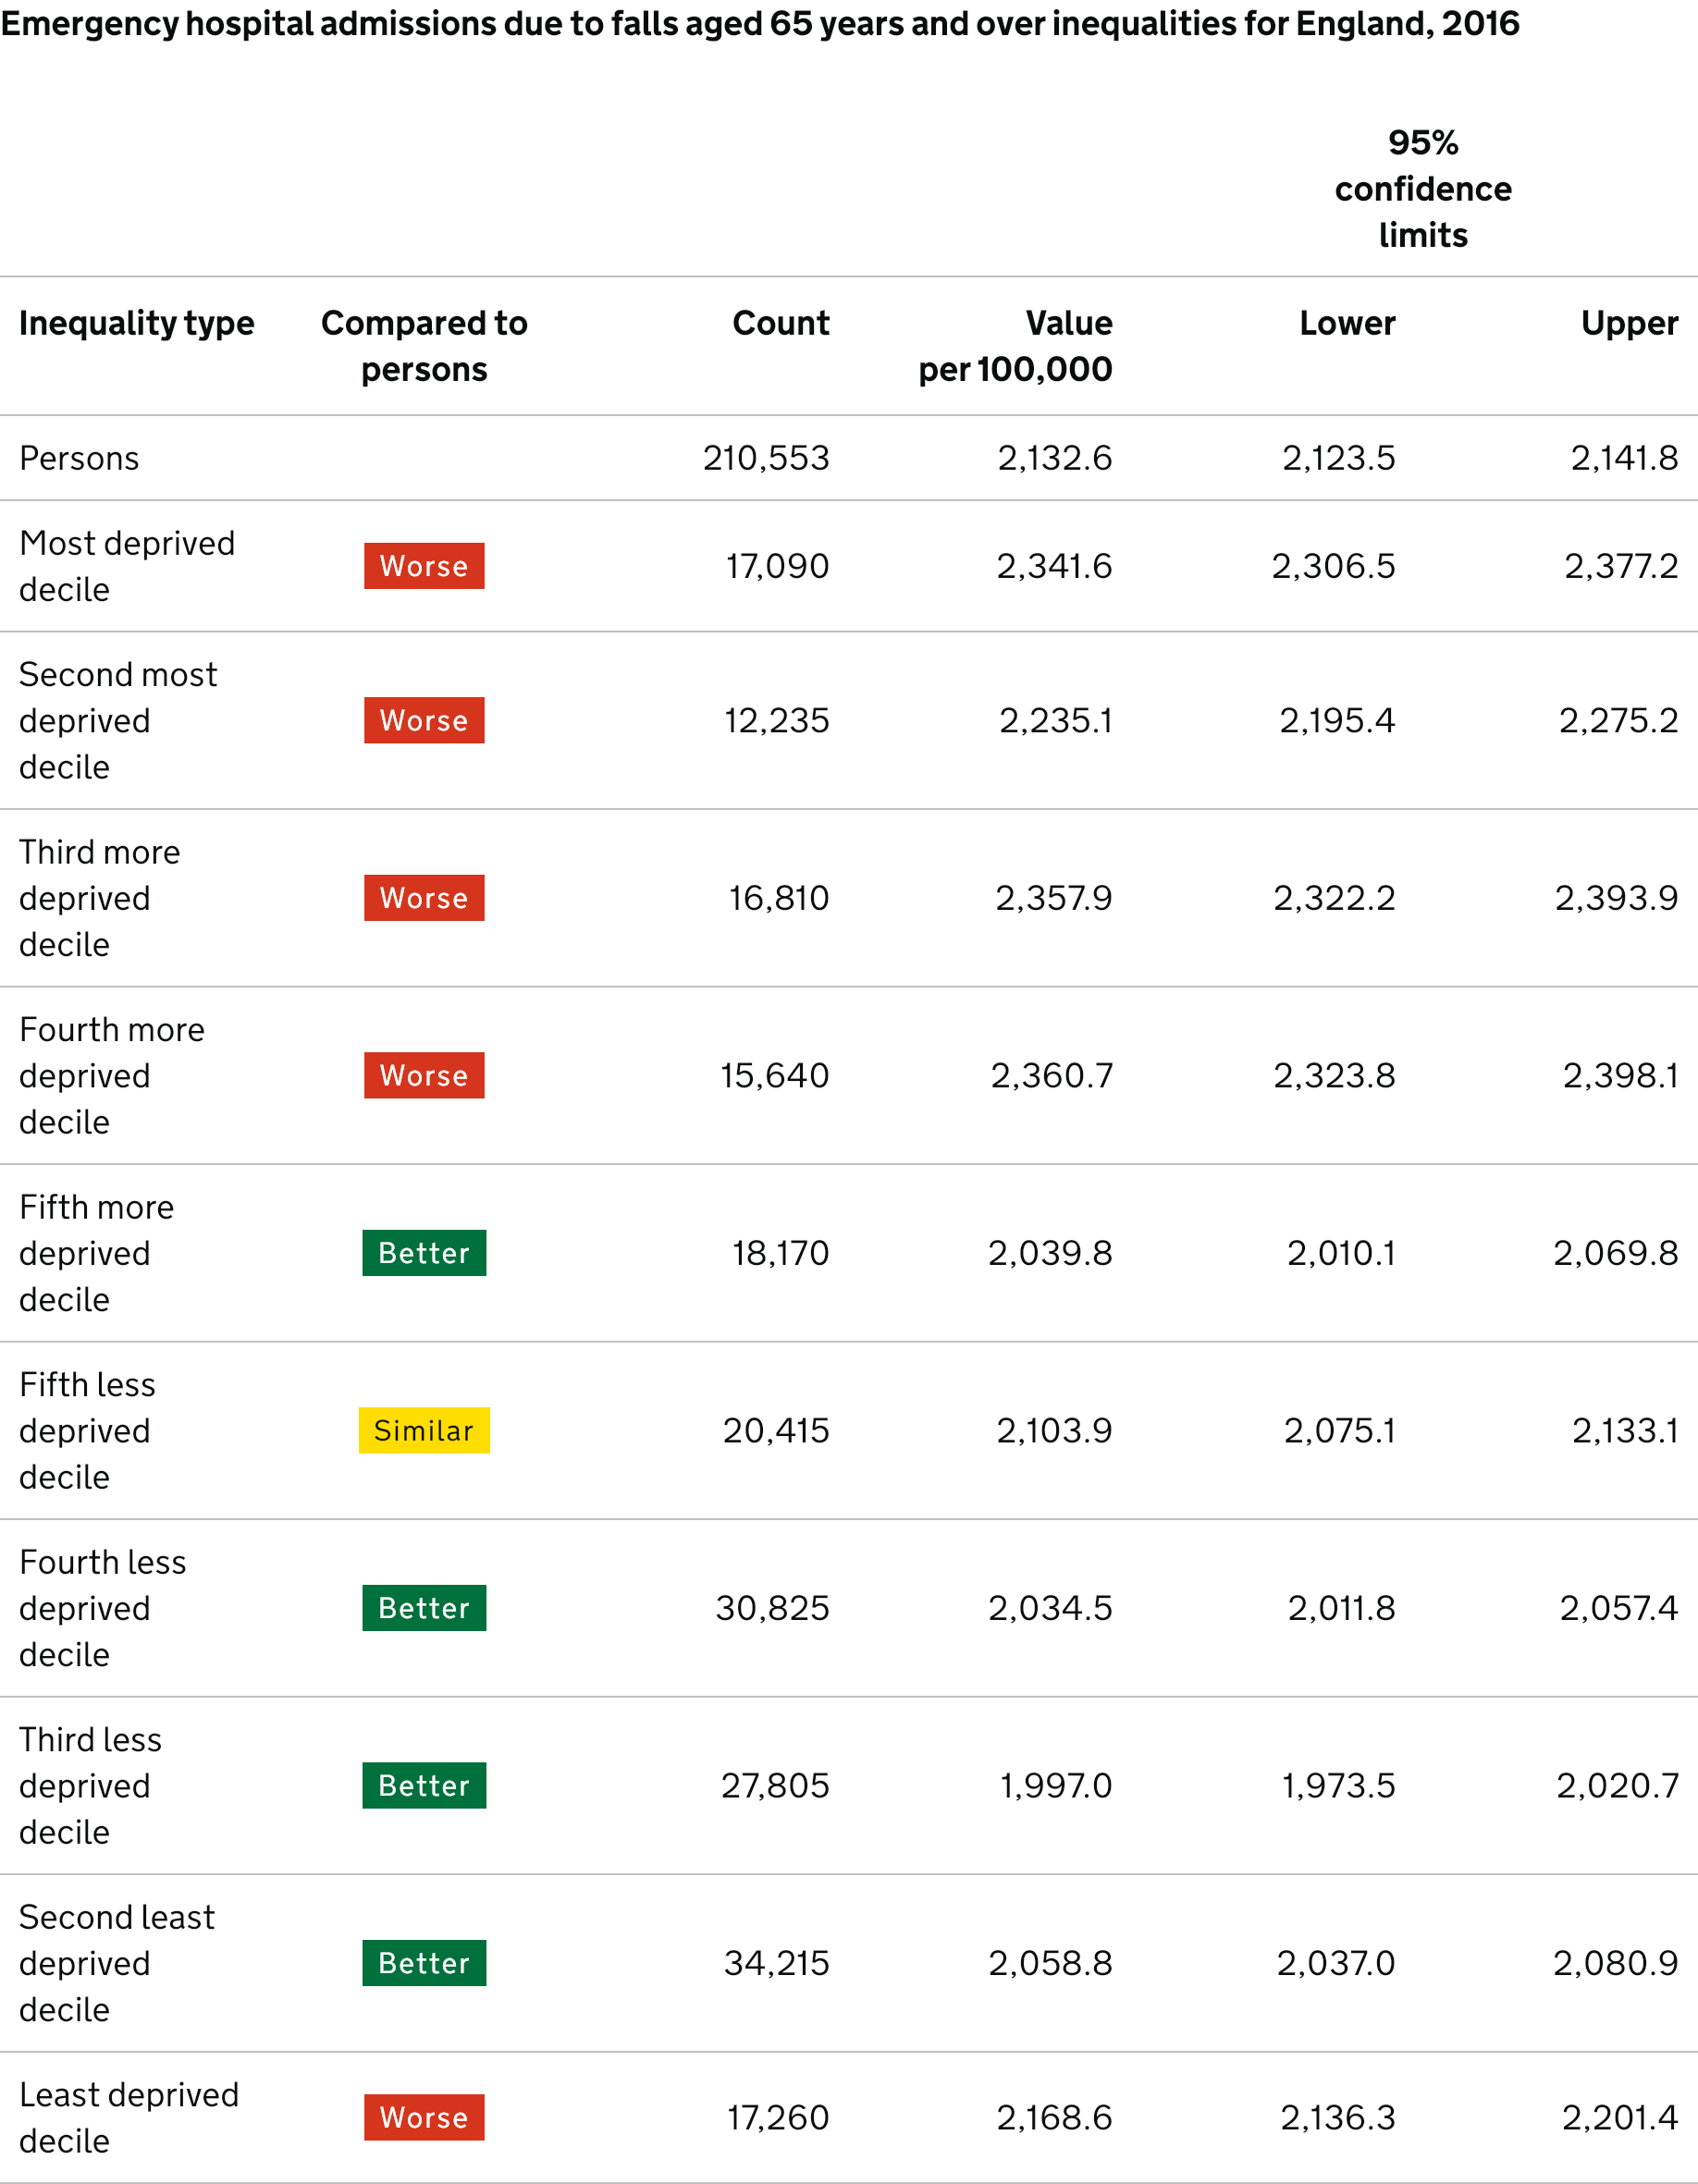 Emergency hospital admissions due to falls aged 65 years and over inequalities for England, 2016
95%
confidence
limits
Inequality type Compared to Count Value Lower Upper
persons per 100,000
Persons 210,553 2,132.6 2,123.5 2,141.8
Most deprived
decile Worse 17,090 2,341.6 2,306.5 2,377.2
Second most
deprived Worse 12,235 2,235.1 2,195.4 2,275.2
decile
Third more
deprived Worse 16,810 2,357.9 2,322.2 2,393.9
decile
Fourth more
deprived Worse 15,640 2,360.7 2,323.8 2,398.1
decile
Fifth more
deprived Better 18,170 2,039.8 2,010.1 2,069.8
decile
Fifth less
deprived Similar 20,415 2,103.9 2,075.1 2,133.1
decile
Fourth less
deprived Better 30,825 2,034.5 2,011.8 2,057.4
decile
Third less
deprived Better 27,805 1,997.0 1,973.5 2,020.7
decile
Second least
deprived Better 34,215 2,058.8 2,037.0 2,080.9
decile
Least deprived
decile Worse 17,260 2,168.6 2,136.3 2,201.4